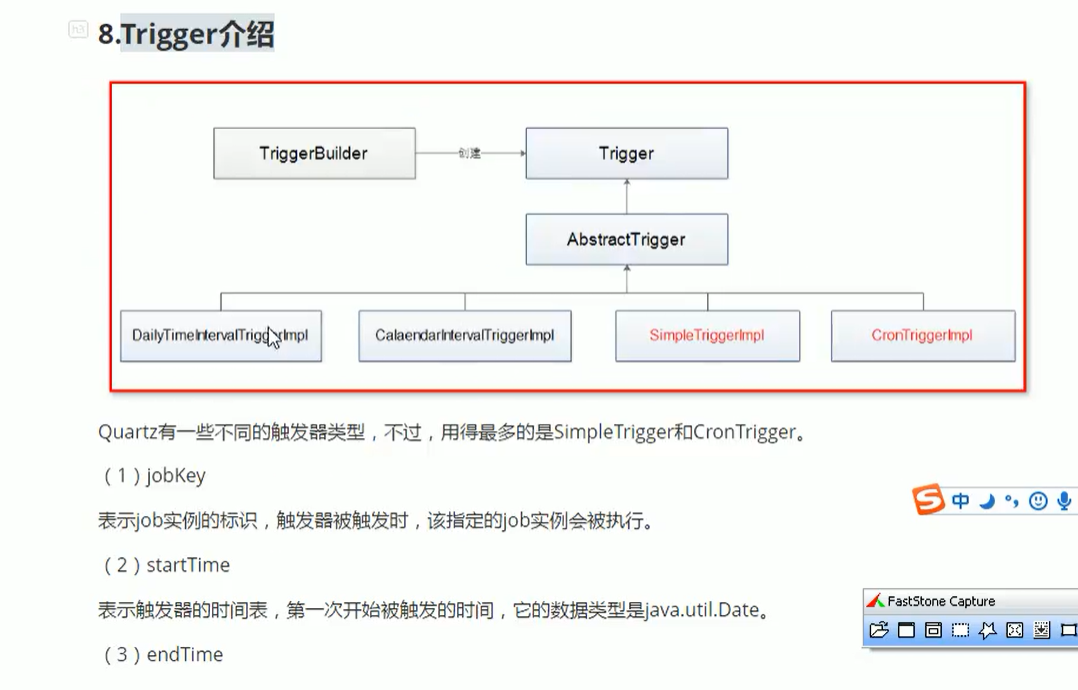 h3
8.Trigger介绍
TriggerBuilder
创建
Trigger
AbstractTrigger
DailyTimeIntervalTriggerImpl
CalaendarIntervalTriggerImpl
SimpleTriggerImpl
CronTriggerImpl
Quartz有一些不同的触发器类型，不过，用得最多的是SimpleTrigger和CronTrigger。
（1）jobKey
表示job实例的标识，触发器被触发时，该指定的job实例会被执行。
（2）startTime
表示触发器的时间表，第一次开始被触发的时间，它的数据类型是java.util.Date。
（3）endTime
S中
FastStone Capture